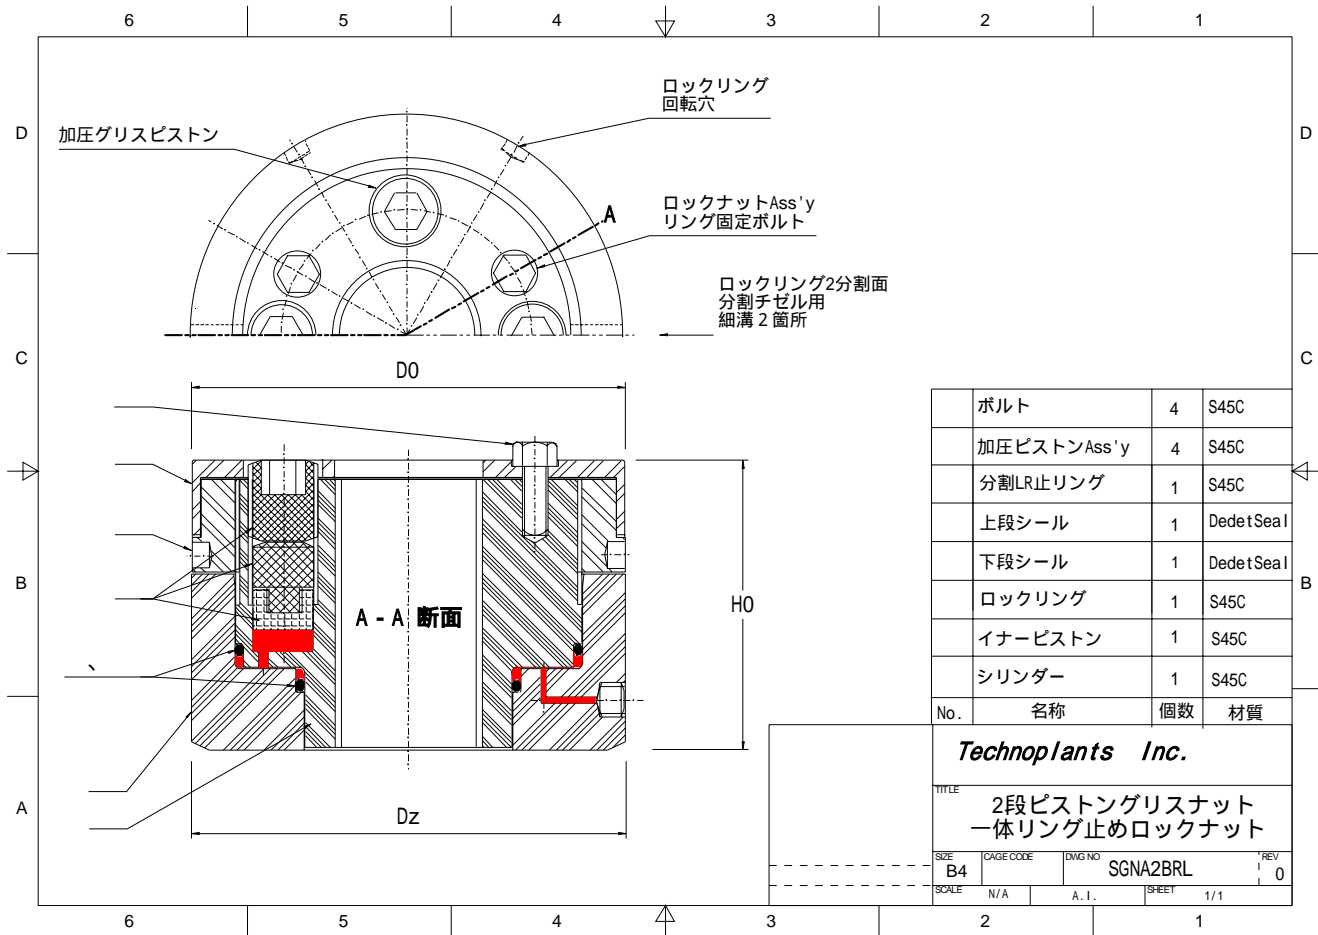 6 5 4 3 2 1
D
D
ロックリング
回転穴
加圧グリスピストン
ロックナットAss'y
リング固定ボルト
A
ロックリング2分割面
分割チゼル用
細溝2箇所
C
C
DO
ボルト 4 S45C
加圧ピストンAss'y 4 S45C
分割LR止リング 1 S45C
上段シール 1 DedetSeal
下段シール 1 DedetSeal
ロックリング 1 S45C
イナーピストン 1 S45C
シリンダー 1 S45C
No. 名称 個数 材質
B
B
HO
A - A 断面
、
A
Dz
Technoplants Inc.
TITLE
2段ピストングリスナット
一体リング止めロックナット
SIZE CAGE CODE DWG NO REV
B4 SGNA2BRL 0
SCALE N/A A.I. SHEET 1/1
6 5 4 3 2 1